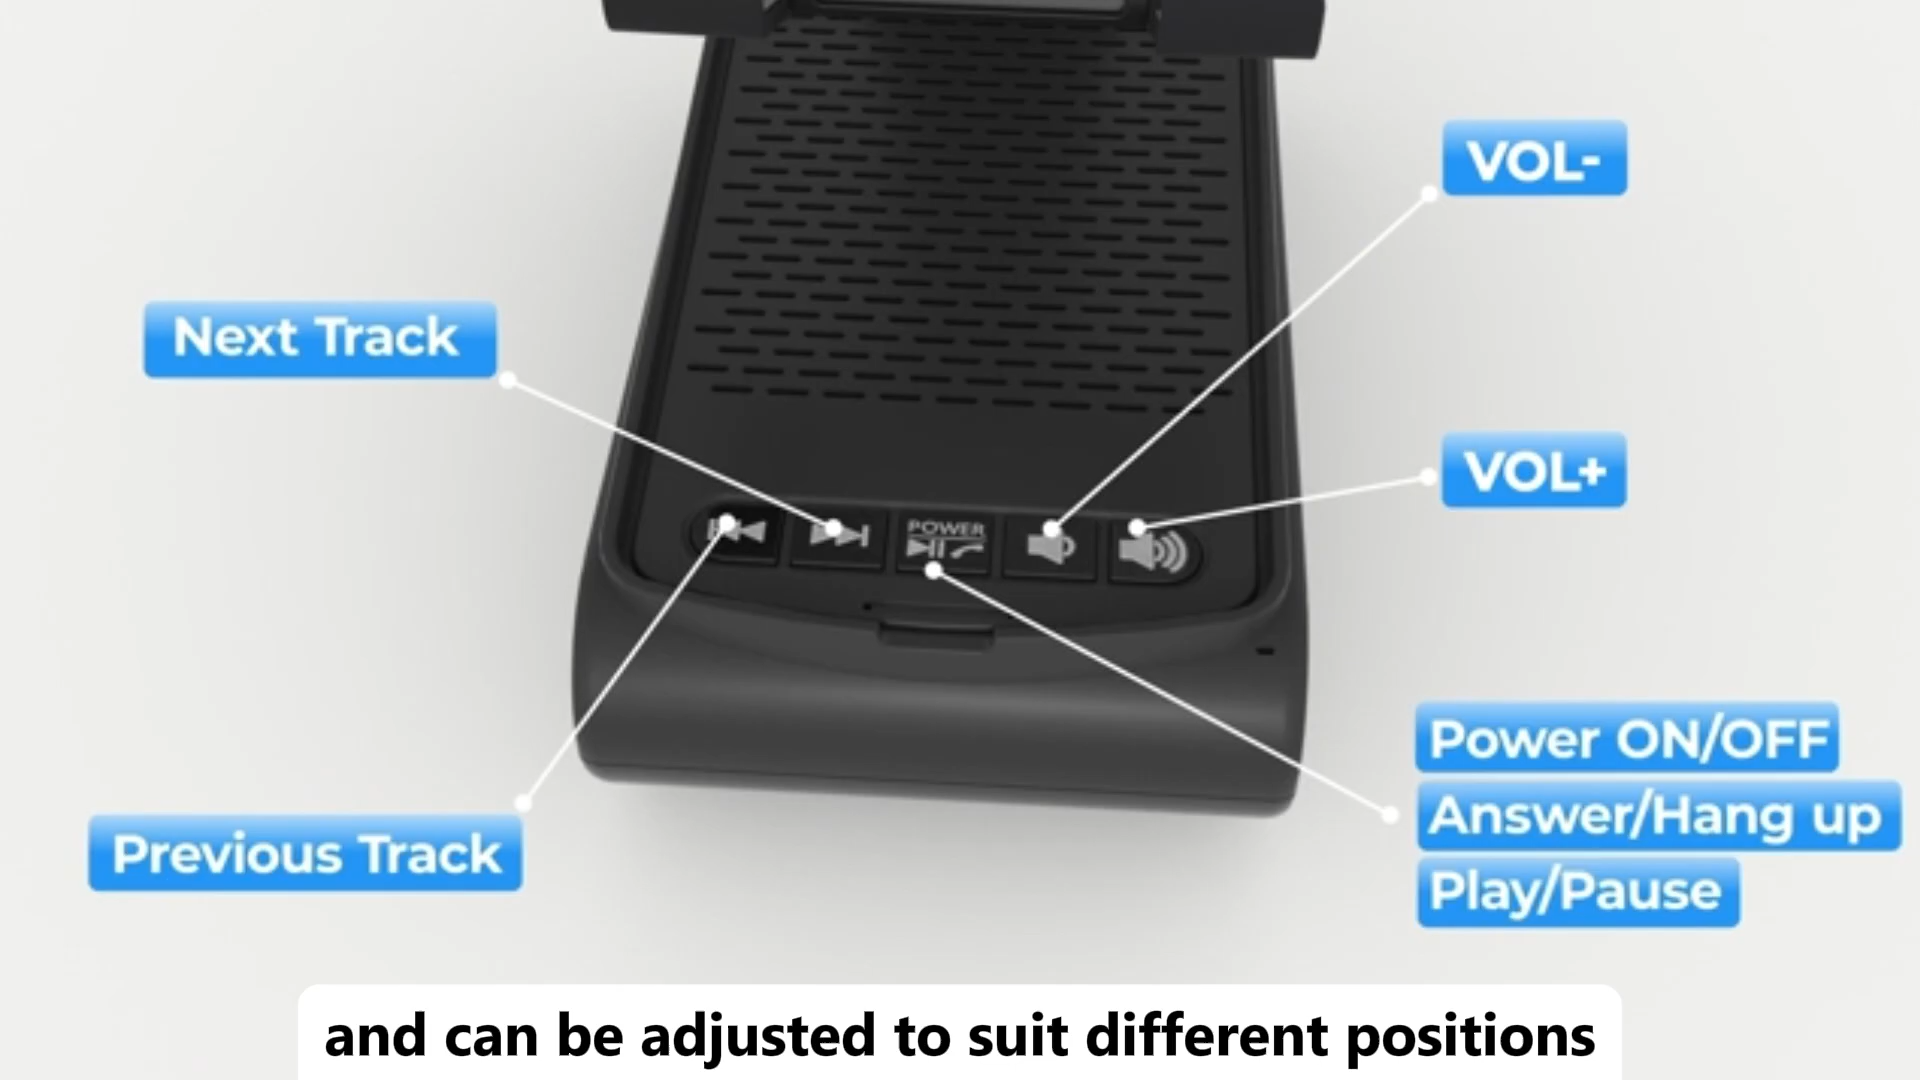 VOL-
Next Track
VOL+
POWER
Power ON/OFF
Answer/Hang up
Previous Track
Play/Pause
and can be adjusted to suit different positions